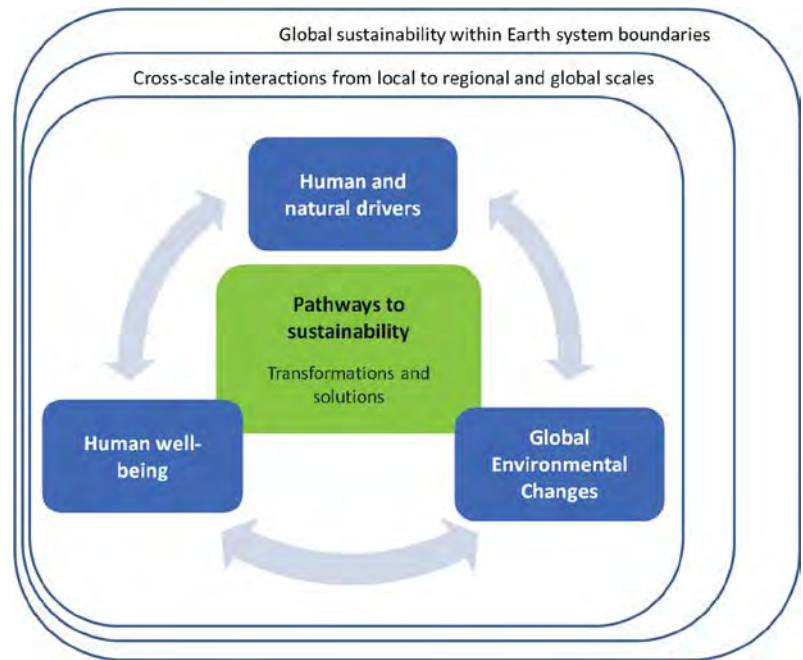 Global sustainability within Earth system boundaries
Cross-scale interactions from local to regional and global scales
Human and
natural drivers
Pathways to
sustainability
Transformations and
solutions
Human well-
being
Global
Environmental
Changes